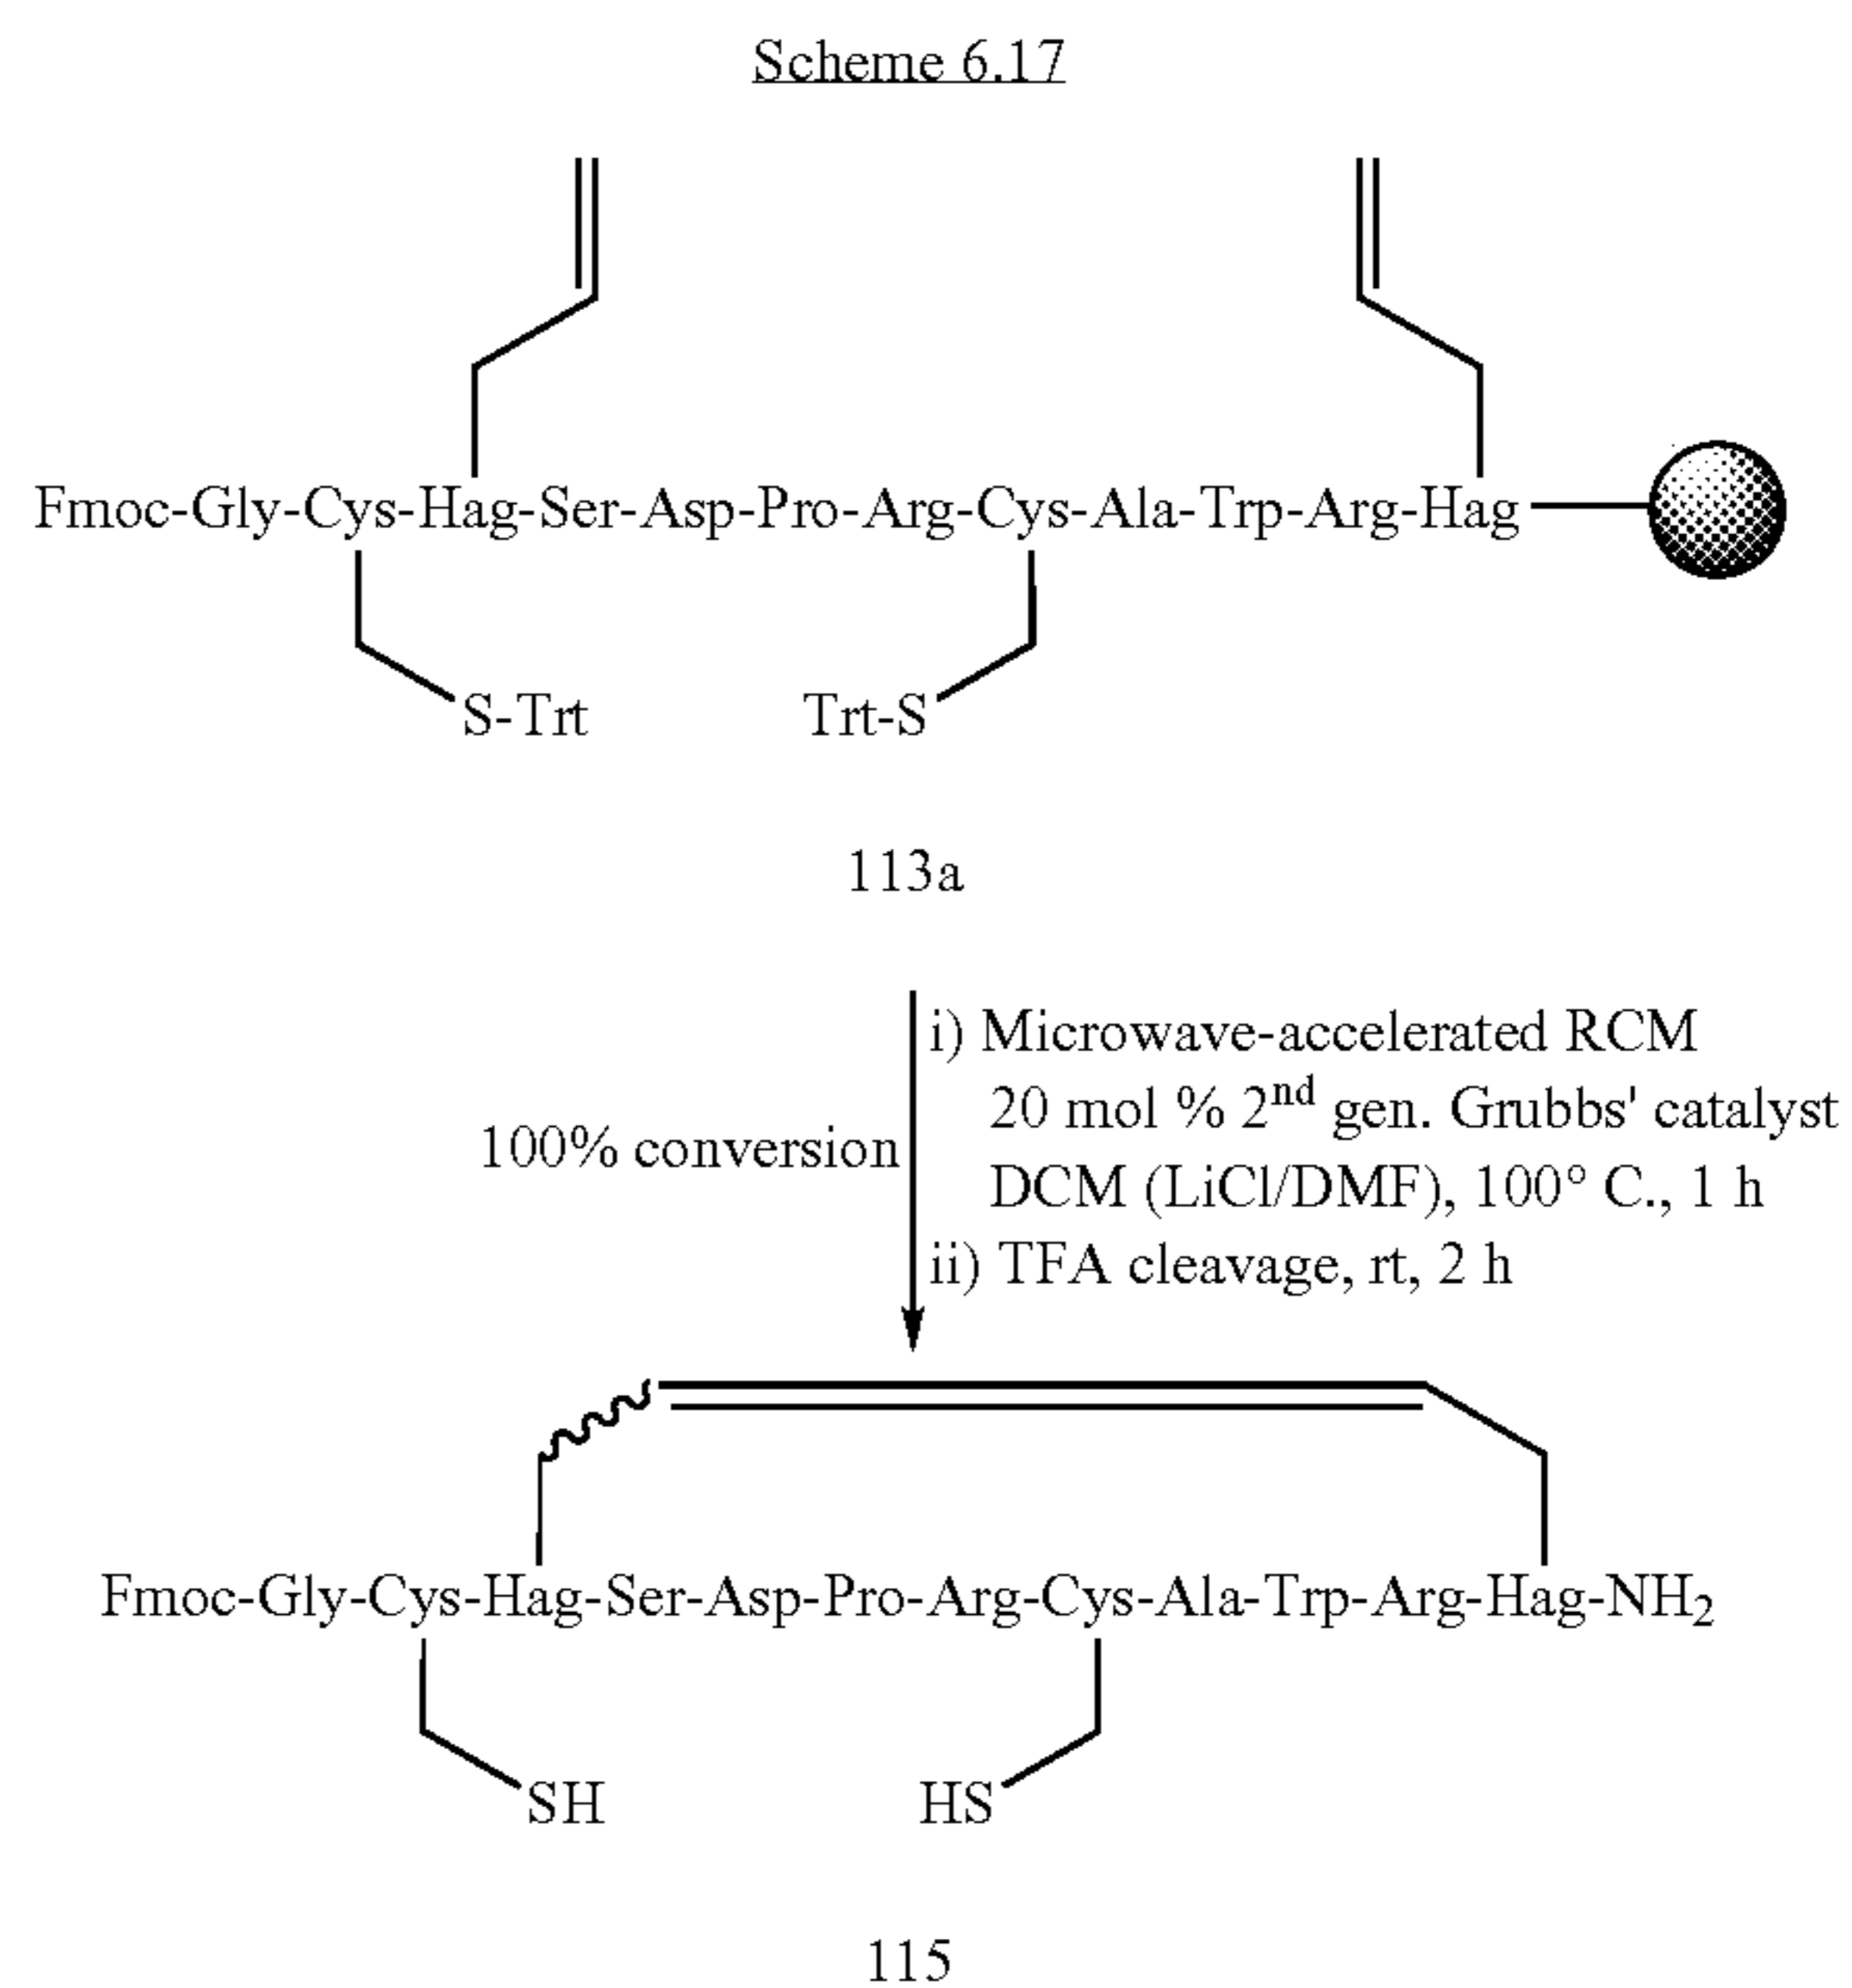 Scheme 6.17
Fmoc-Gly-Cys-Hag-Ser-Asp-Pro-Arg-Cys-Ala-Trp-Arg-Hag
S-Trt
Trt-S
113a
100% conversion
i) Microwave-accelerated RCM
20 mol % 2nd gen. Grubbs' catalyst
DCM (LiCl/DMF), 100° C., 1 h
ii) TFA cleavage, rt, 2 h
Fmoc-Gly-Cys-Hag-Ser-Asp-Pro-Arg-Cys-Ala-Trp-Arg-Hag-NH2
SH
HS
115